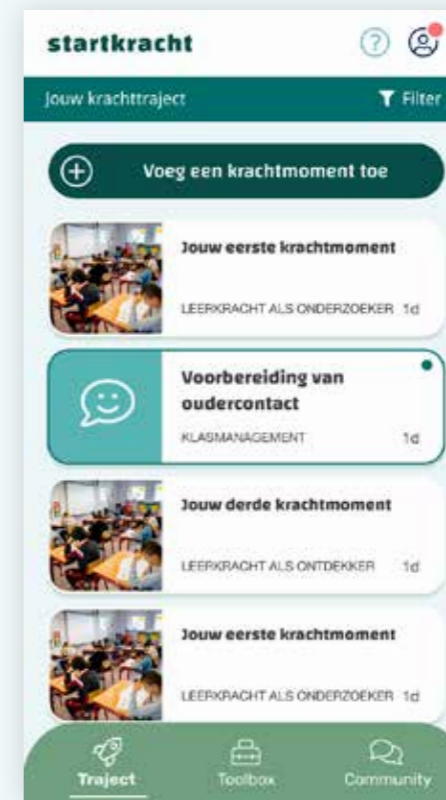 startkracht
?
Jouw krachttraject
Filter
Voeg een krachtmoment toe
Jouw eerste krachtmoment
LEERKRACHT ALS ONDERZOEKER 1d
Voorbereiding van
oudercontact
KLASMANAGEMENT 1d
Jouw derde krachtmoment
LEERKRACHT ALS ONTDEKKER 1d
Jouw eerste krachtmoment
LEERKRACHT ALS ONDERZOEKER 1d
Traject
Toolbox
Community